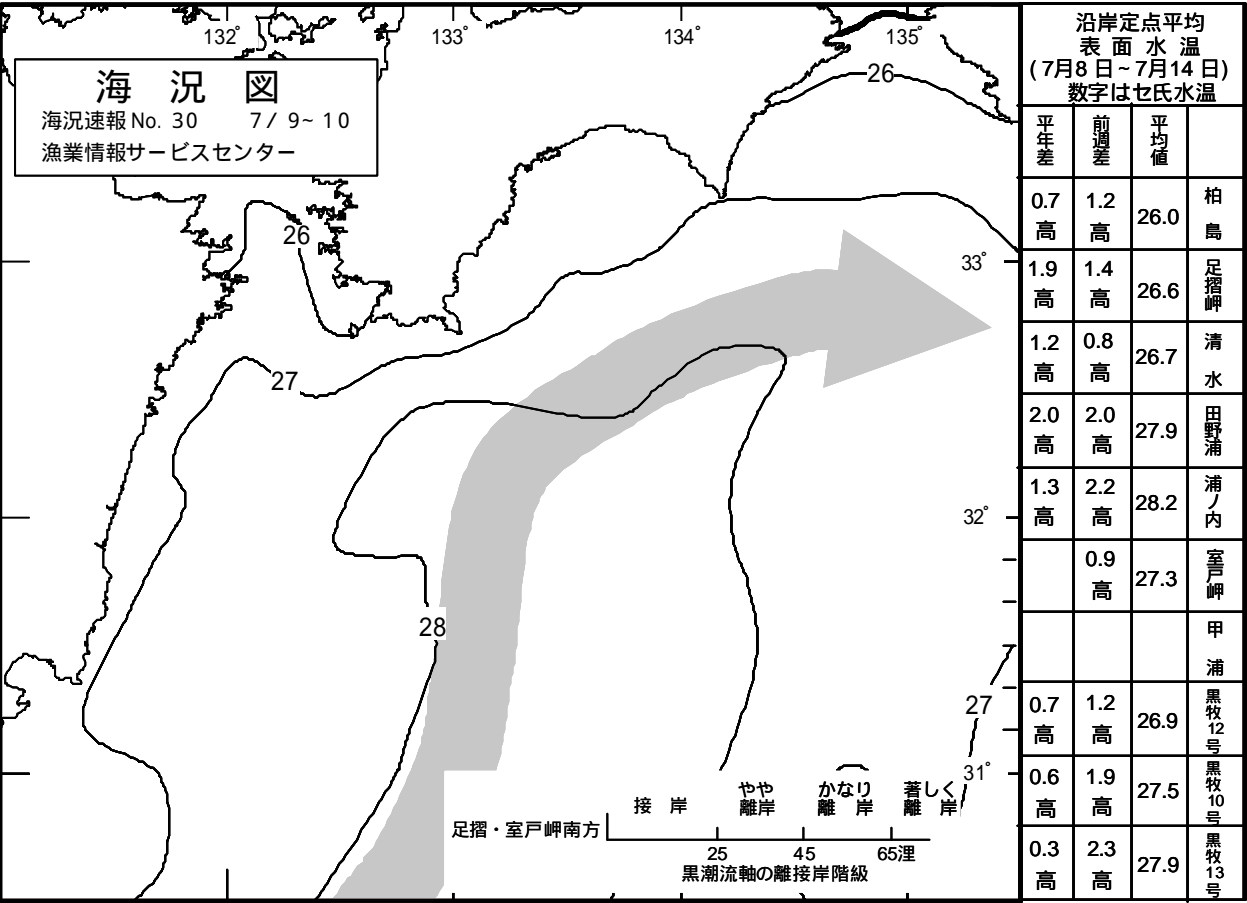 132°
133°
134°
135°
海況図
海況速報 No. 30 7/ 9~ 10
漁業情報サービスセンター
26
26
27
28
33°
32°
27
31°
接 岸
やや
離岸
かなり
離 岸
著しく
離 岸
足摺・室戸岬南方
25 45 65浬
黒潮流軸の離接岸階級
沿岸定点平均
表 面 水 温
( 7月8 日~ 7月14 日)
数字はセ氏水温
平年差 前週差 平均値
0.7高 1.2高 26.0 柏島
1.9高 1.4高 26.6 足摺岬
1.2高 0.8高 26.7 清水
2.0高 2.0高 27.9 田野浦
1.3高 2.2高 28.2 浦ノ内
0.9高 27.3 室戸岬
甲浦
0.7高 1.2高 26.9 黒牧12号
0.6高 1.9高 27.5 黒牧10号
0.3高 2.3高 27.9 黒牧13号